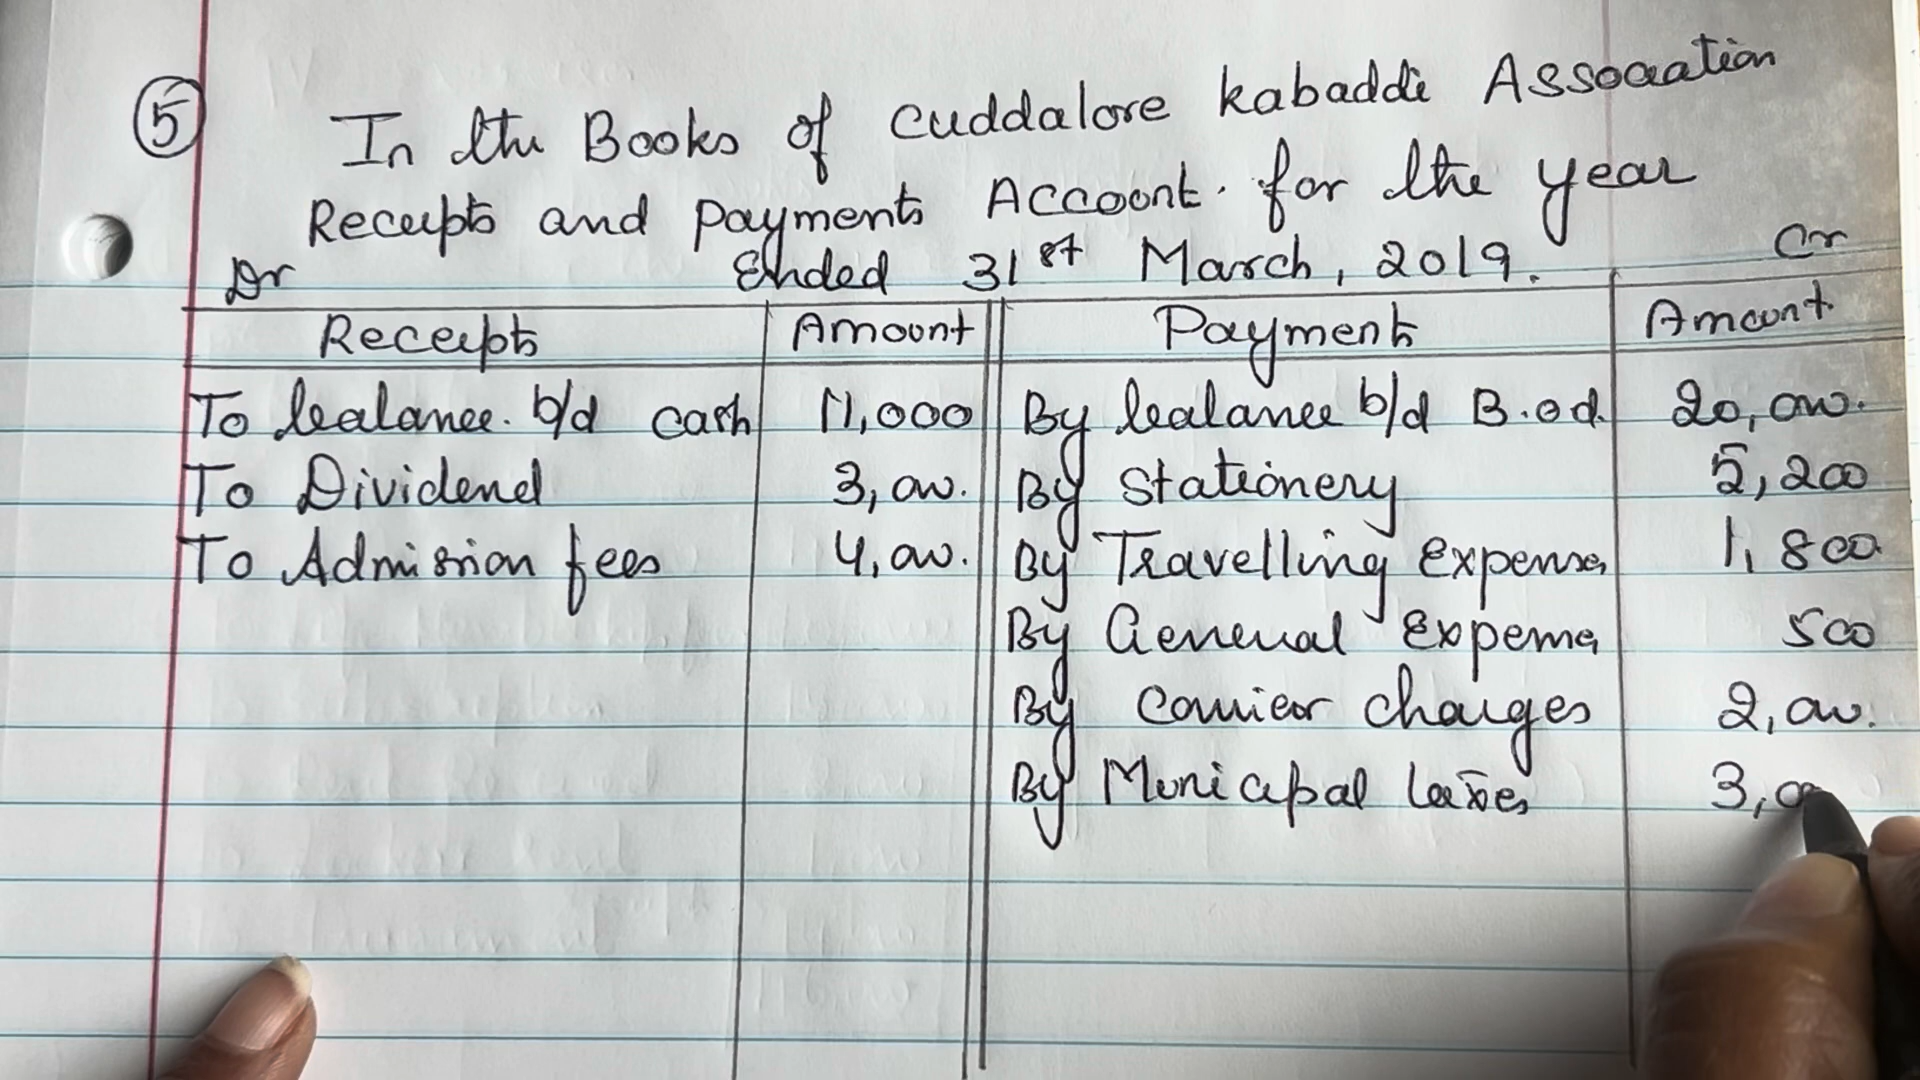 5
In the Books of Cuddalore kabaddi Association
Receipts and payments Account. for the year
Ended 31st March, 2019.
Dr Cr
Receipts Amount Payments Amount.
To balance. b/d cash 11,000 By balance b/d B.od. 20,000.
To Dividend 3,000. By Stationery 5,200
To Admission fees 4,000. By Travelling Expenses 1,800
By General Expenses 500
By Courier charges 2,000.
By Municipal taxes 3,0